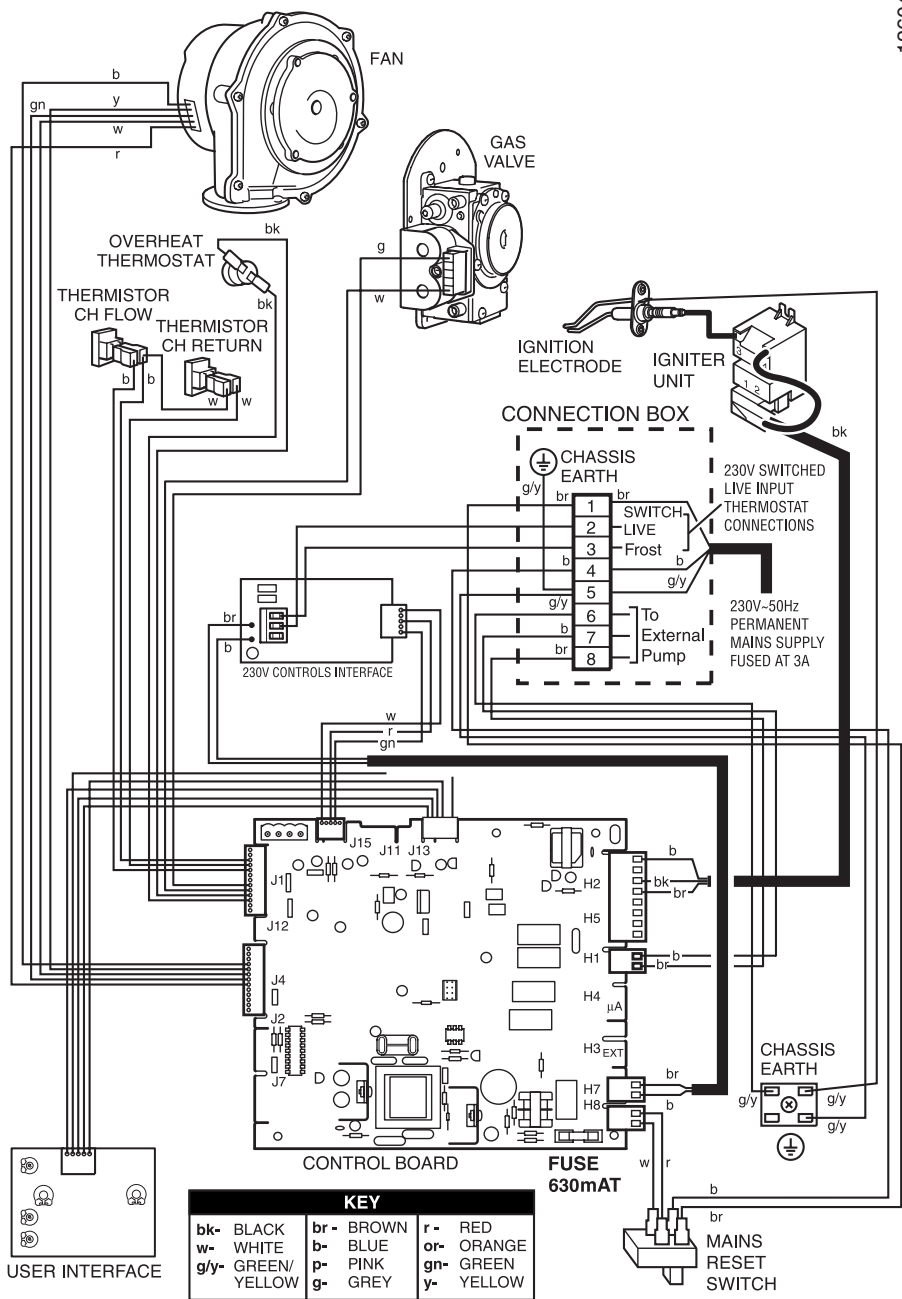 FAN
b
gn
y
w
r
GAS
VALVE
bk
OVERHEAT
THERMOSTAT
bk
g
w
THERMISTOR
CH FLOW
THERMISTOR
CH RETURN
b
b
w
w
IGNITION
ELECTRODE
IGNITER
UNIT
3
1 2
bk
CONNECTION BOX
CHASSIS
EARTH
g/y
br
1
br
SWITCH
2
LIVE
3
Frost
b
4
b
5
g/y
g/y
6
To
b
7
External
br
8
Pump
230V SWITCHED
LIVE INPUT
THERMOSTAT
CONNECTIONS
230V~50Hz
PERMANENT
MAINS SUPPLY
FUSED AT 3A
br
b
230V CONTROLS INTERFACE
w
r
gn
J15
J11
J13
J1
J12
J4
J2
J7
H2
H5
H1
H4
µA
H3
EXT
H7
H8
b
bk
br
b
br
br
b
w
r
CONTROL BOARD
FUSE
630mAT
CHASSIS
EARTH
g/y
g/y
g/y
b
br
MAINS
RESET
SWITCH
USER INTERFACE
KEY
bk- BLACK br - BROWN r - RED
w- WHITE b- BLUE or- ORANGE
g/y- GREEN/ p- PINK gn- GREEN
YELLOW g- GREY y- YELLOW